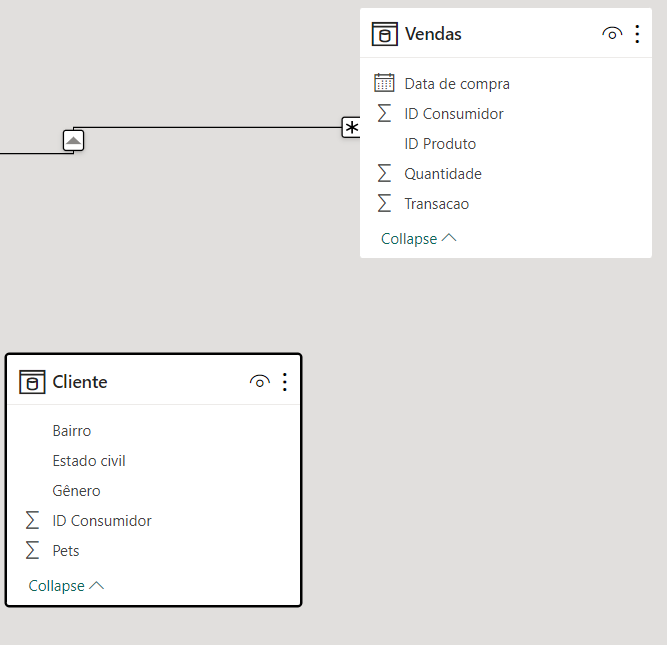 Vendas
Data de compra
ID Consumidor
ID Produto
Quantidade
Transacao
Collapse
Cliente
Bairro
Estado civil
Gênero
ID Consumidor
Pets
Collapse